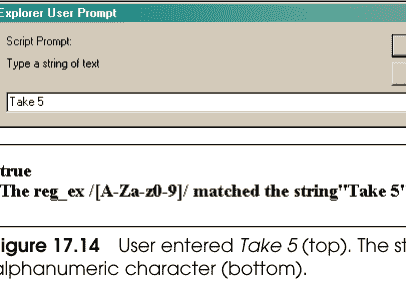 Explorer User Prompt
Script Prompt:
Type a string of text
Take 5
true
The reg_ex /[A-Za-z0-9]/ matched the string"Take 5"
igure 17.14 User entered Take 5 (top). The st
alphanumeric character (bottom).